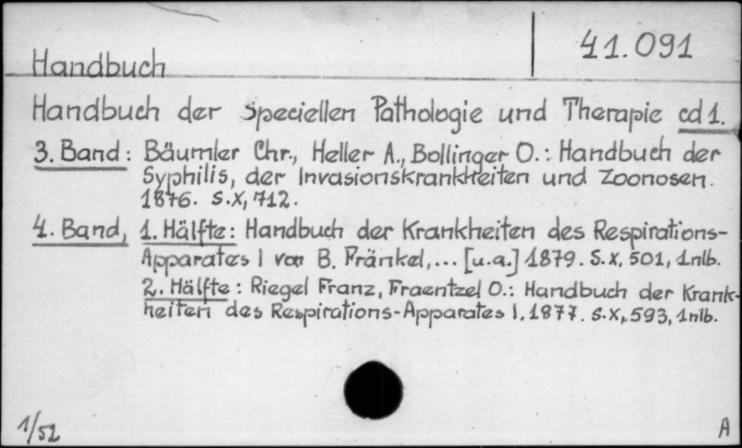 41.091
Handbuch
Handbuch der speciellen Pathologie und Therapie cd 1.
3. Band: Bäumler Chr., Heller A., Bollinger O.: Handbuch der
Syphilis, der Invasionskrankheiten und Zoonosen.
1876. S.X, 712.
4. Band, 1. Hälfte: Handbuch der Krankheiten des Respirations-
Apparates I von B. Fränkel,... [u.a.] 1879. S.X, 501, 1nlb.
2. Hälfte: Riegel Franz, Fraentzel O.: Handbuch der Krank-
heiten des Respirations-Apparates I. 1877. S.X, 593, 1nlb.
1/52
A